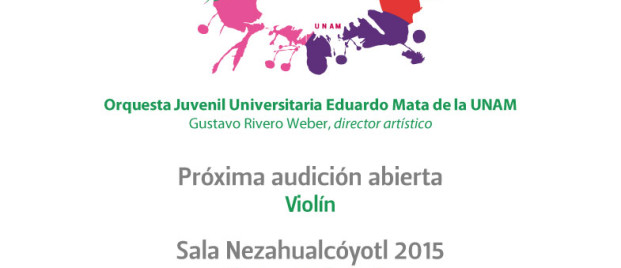 UNAM
Orquesta Juvenil Universitaria Eduardo Mata de la UNAM
Gustavo Rivero Weber, director artístico
Próxima audición abierta
Violín
Sala Nezahualcóyotl 2015